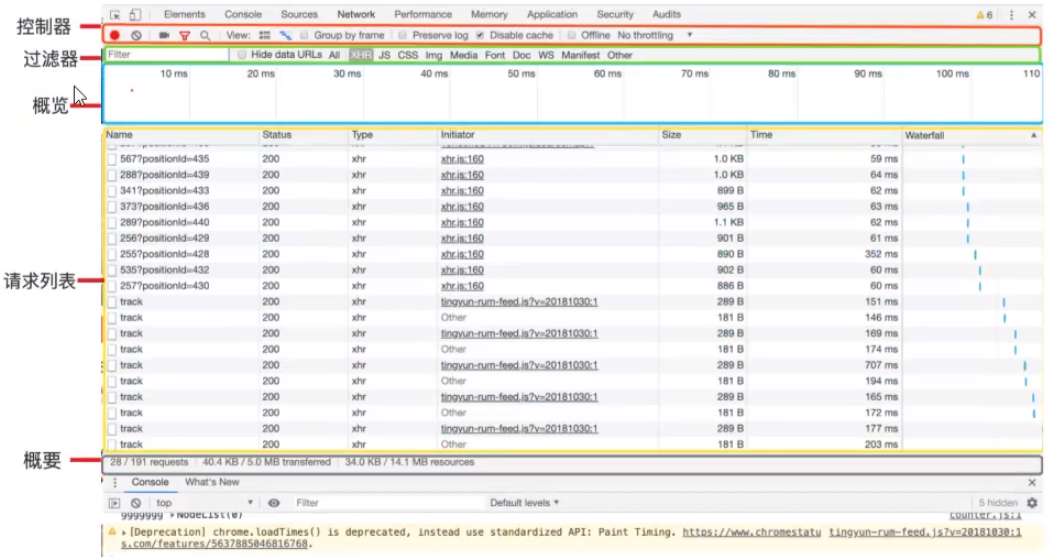 Elements Console Sources Network Performance Memory Application Security Audits 6
控制器
View: Group by frame Preserve log Disable cache Offline No throttling
过滤器
Filter Hide data URLs All XHR JS CSS Img Media Font Doc WS Manifest Other
10 ms 20 ms 30 ms 40 ms 50 ms 60 ms 70 ms 80 ms 90 ms 100 ms 110
概览
Name Status Type Initiator Size Time Waterfall
567?positionId=435 200 xhr xhr.js:160 1.0 KB 59 ms
288?positionId=439 200 xhr xhr.js:160 1.0 KB 64 ms
341?positionId=433 200 xhr xhr.js:160 899 B 62 ms
373?positionId=436 200 xhr xhr.js:160 965 B 63 ms
289?positionId=440 200 xhr xhr.js:160 1.1 KB 62 ms
256?positionId=429 200 xhr xhr.js:160 901 B 61 ms
255?positionId=428 200 xhr xhr.js:160 890 B 352 ms
535?positionId=432 200 xhr xhr.js:160 902 B 60 ms
请求列表
257?positionId=430 200 xhr xhr.js:160 886 B 60 ms
track 200 xhr tingyun-rum-feed.js?v=20181030:1 289 B 151 ms
track 200 xhr Other 181 B 146 ms
track 200 xhr tingyun-rum-feed.js?v=20181030:1 289 B 169 ms
track 200 xhr Other 181 B 174 ms
track 200 xhr tingyun-rum-feed.js?v=20181030:1 289 B 707 ms
track 200 xhr Other 181 B 194 ms
track 200 xhr tingyun-rum-feed.js?v=20181030:1 289 B 165 ms
track 200 xhr Other 181 B 172 ms
track 200 xhr tingyun-rum-feed.js?v=20181030:1 289 B 177 ms
track 200 xhr Other 181 B 203 ms
概要
28 / 191 requests 40.4 KB / 5.0 MB transferred 34.0 KB / 14.1 MB resources
Console What's New
top Filter Default levels 5 hidden
9999999 NodeList(0) counter.js:1
[Deprecation] chrome.loadTimes() is deprecated, instead use standardized API: Paint Timing. https://www.chromestatu tingyun-rum-feed.js?v=20181030:1
s.com/features/5637885046816768.